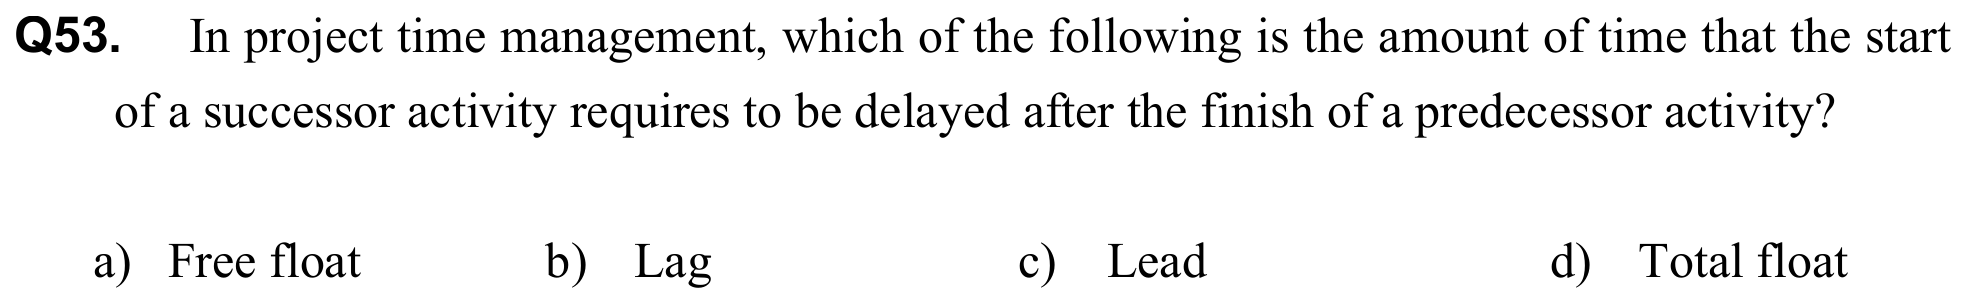 Q53. In project time management, which of the following is the amount of time that the start
of a successor activity requires to be delayed after the finish of a predecessor activity?
a) Free float b) Lag c) Lead d) Total float